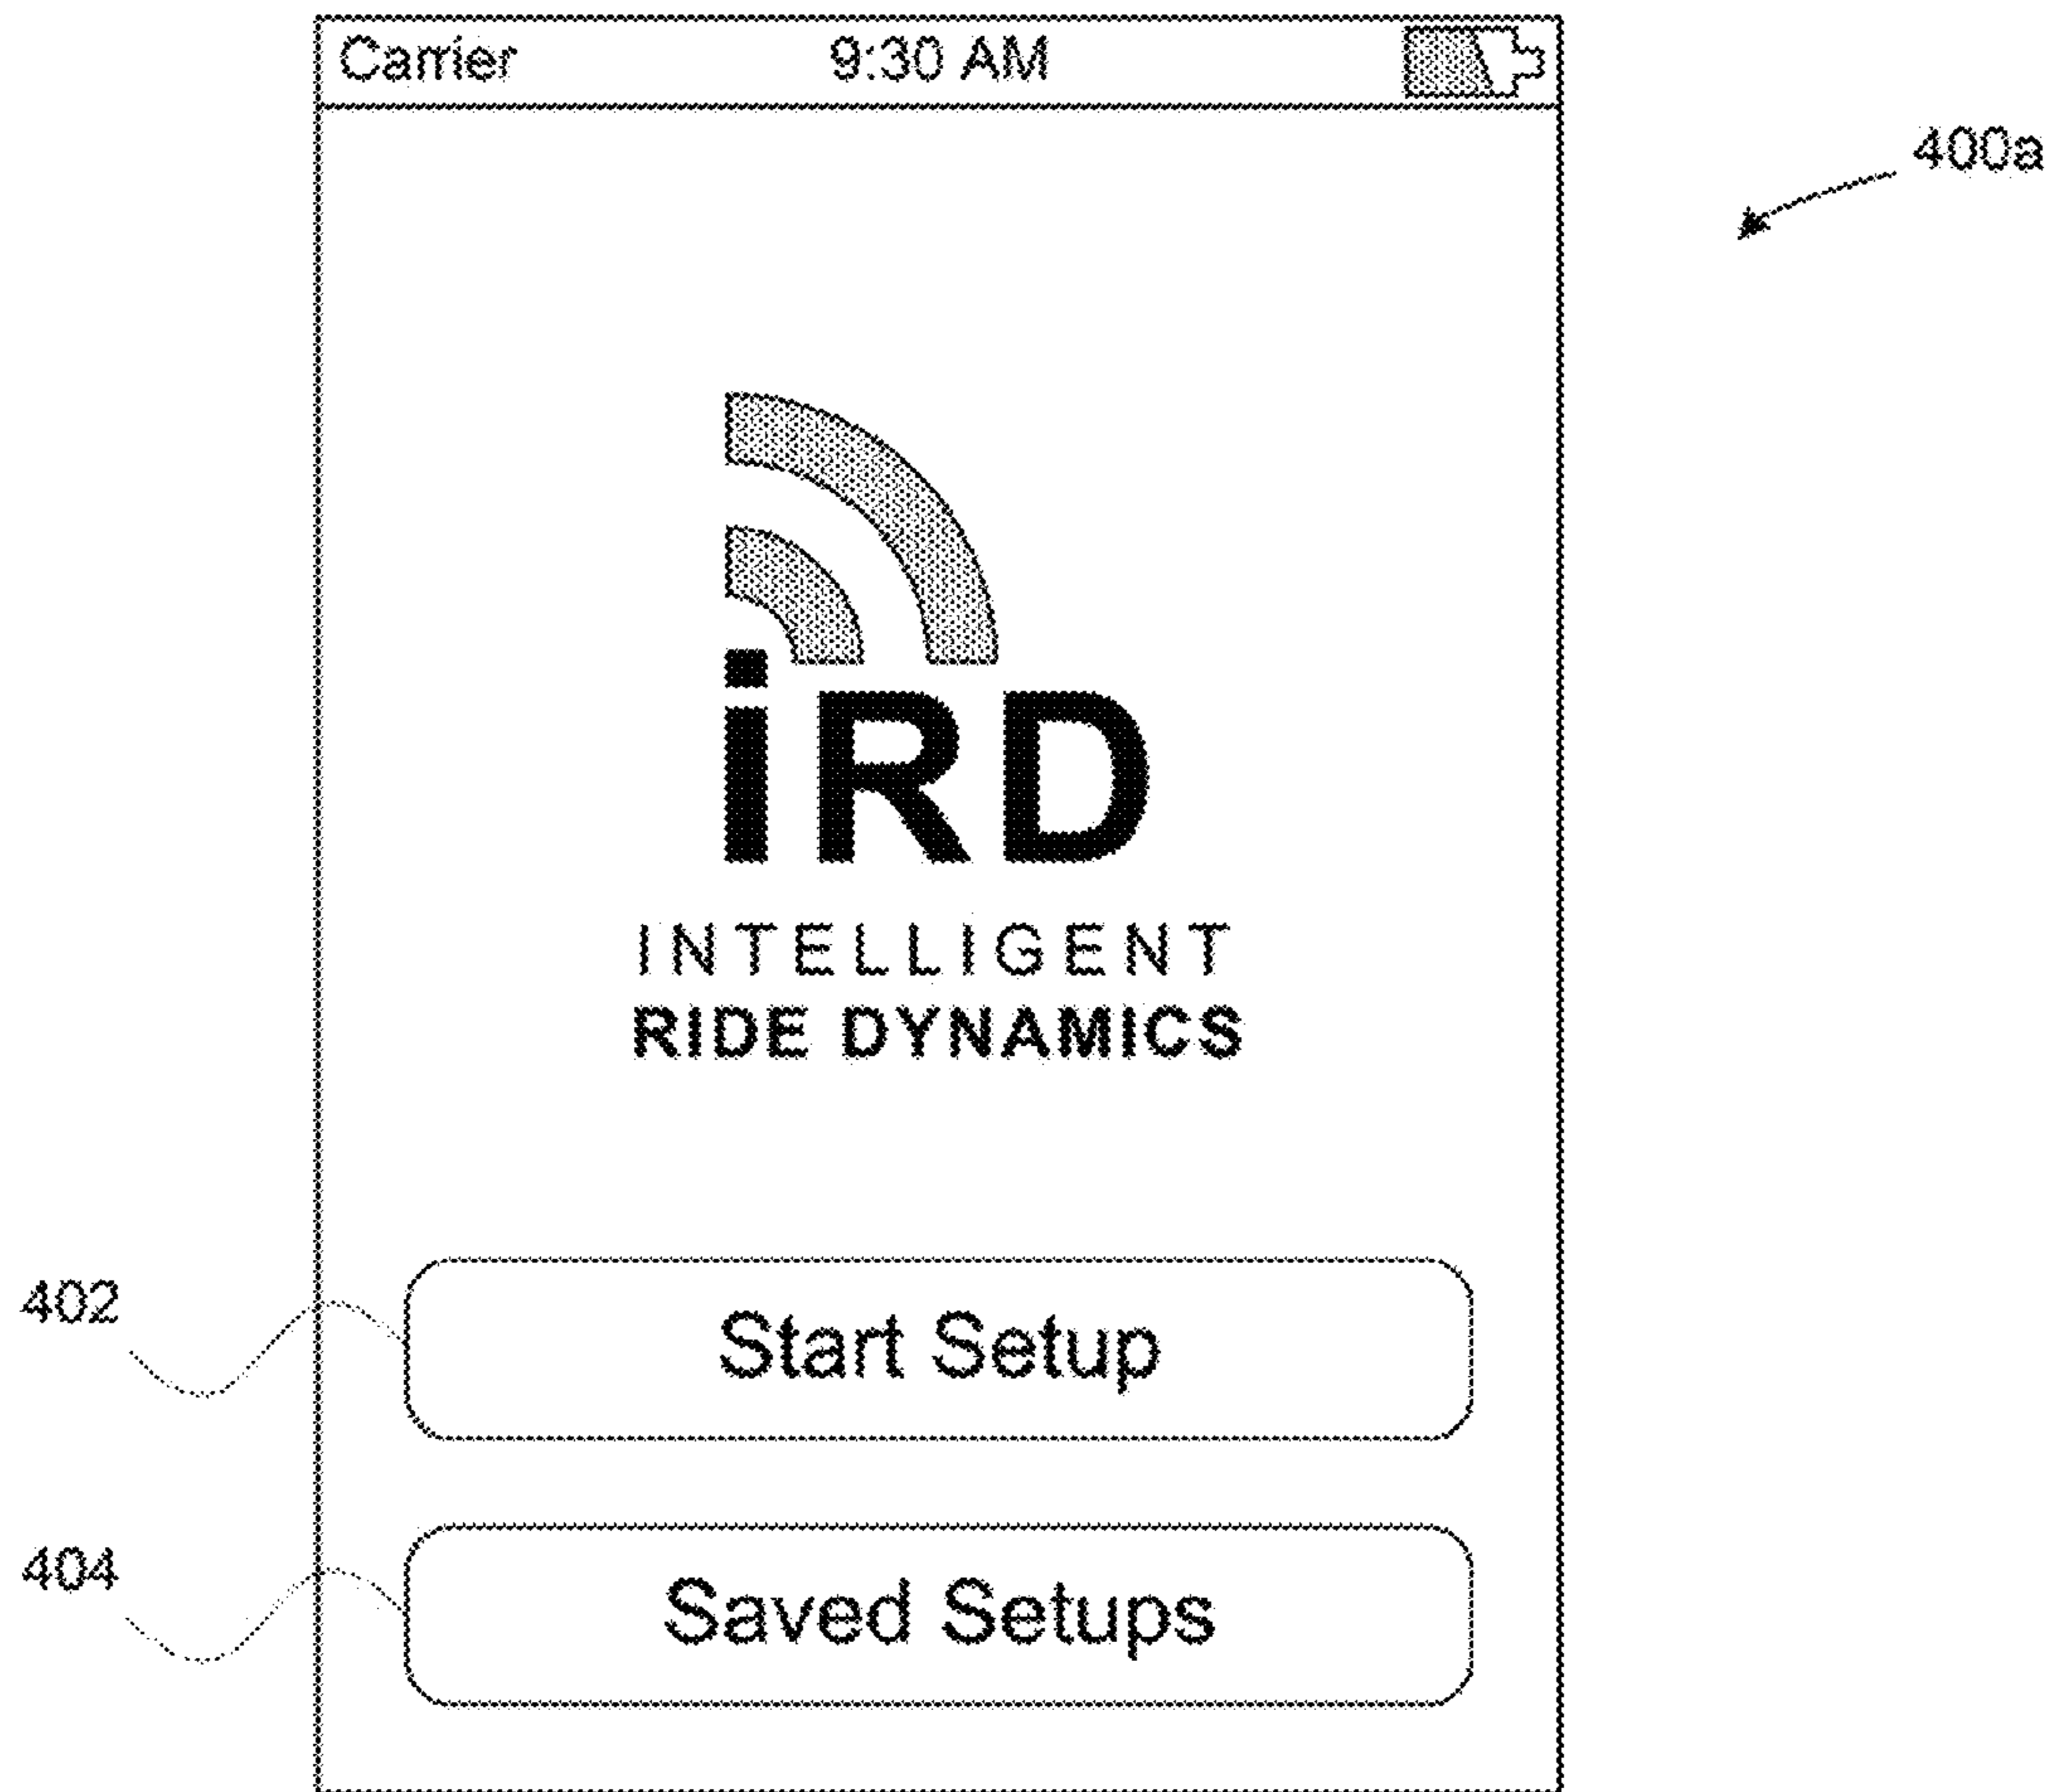 Carrier 9:30 AM
400a
iRD
INTELLIGENT
RIDE DYNAMICS
402
Start Setup
404
Saved Setups